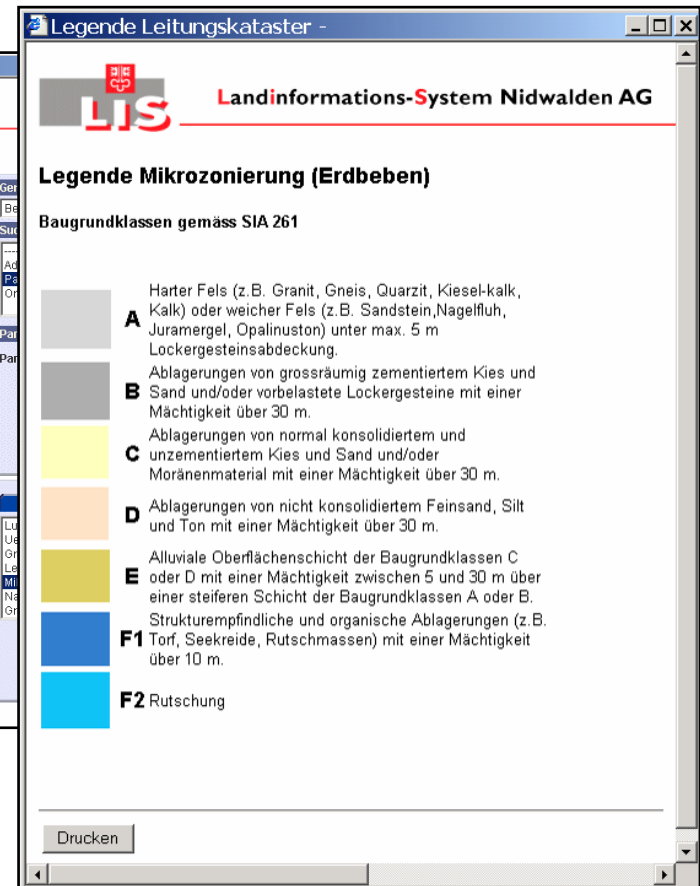 Legende Leitungskataster -
LIS
Landinformations-System Nidwalden AG
Legende Mikrozonierung (Erdbeben)
Baugrundklassen gemäss SIA 261
A
Harter Fels (z.B. Granit, Gneis, Quarzit, Kiesel-kalk,
Kalk) oder weicher Fels (z.B. Sandstein,Nagelfluh,
Juramergel, Opalinuston) unter max. 5 m
Lockergesteinsabdeckung.
B
Ablagerungen von grossräumig zementiertem Kies und
Sand und/oder vorbelastete Lockergesteine mit einer
Mächtigkeit über 30 m.
C
Ablagerungen von normal konsolidiertem und
unzementiertem Kies und Sand und/oder
Moränenmaterial mit einer Mächtigkeit über 30 m.
D
Ablagerungen von nicht konsolidiertem Feinsand, Silt
und Ton mit einer Mächtigkeit über 30 m.
E
Alluviale Oberflächenschicht der Baugrundklassen C
oder D mit einer Mächtigkeit zwischen 5 und 30 m über
einer steiferen Schicht der Baugrundklassen A oder B.
F1
Strukturempfindliche und organische Ablagerungen (z.B.
Torf, Seekreide, Rutschmassen) mit einer Mächtigkeit
über 10 m.
F2 Rutschung
Drucken